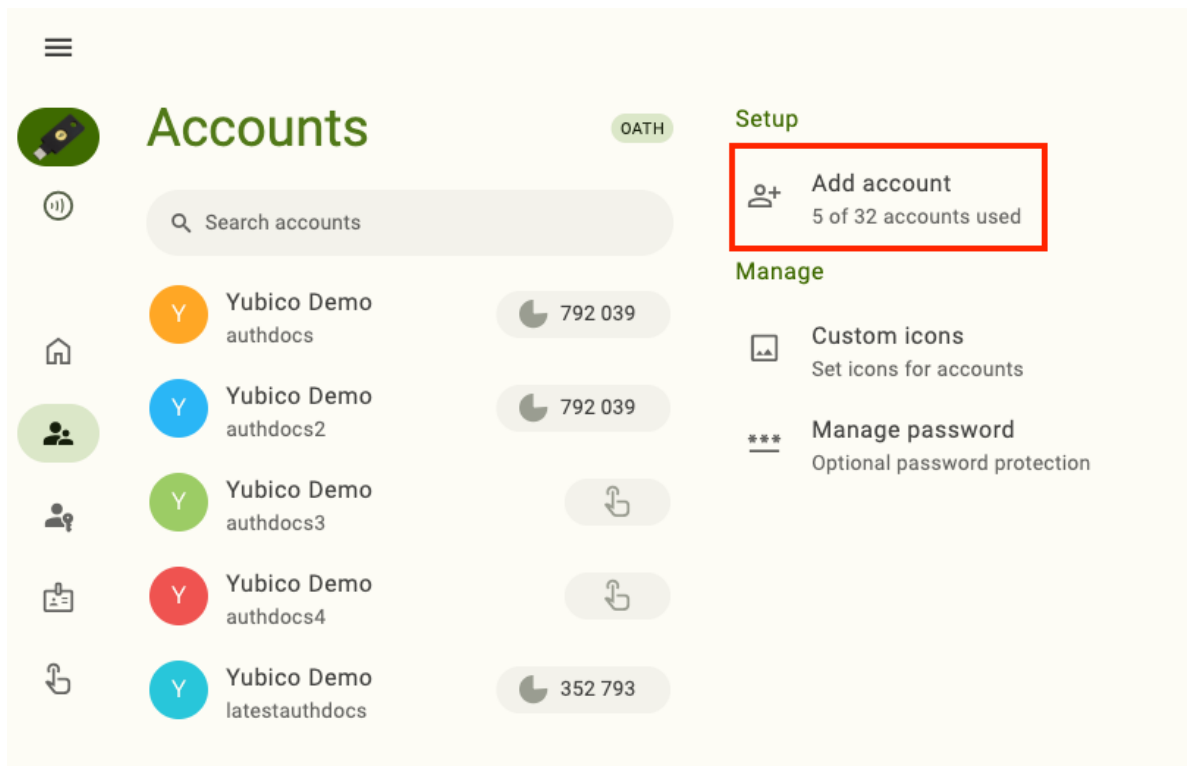 Accounts
OATH
Search accounts
Y
Yubico Demo
authdocs
792 039
Y
Yubico Demo
authdocs2
792 039
Y
Yubico Demo
authdocs3
Y
Yubico Demo
authdocs4
Y
Yubico Demo
latestauthdocs
352 793
Setup
Add account
5 of 32 accounts used
Manage
Custom icons
Set icons for accounts
***
Manage password
Optional password protection